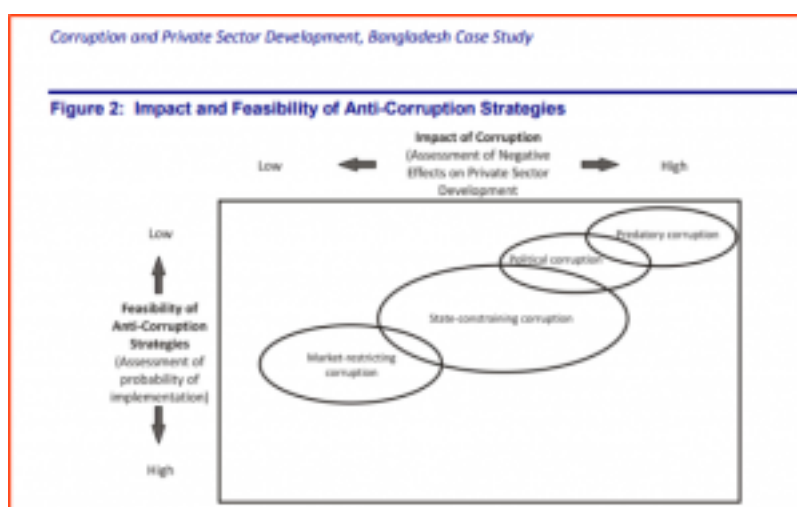 Corruption and Private Sector Development, Bangladesh Case Study
Figure 2: Impact and Feasibility of Anti-Corruption Strategies
Impact of Corruption
(Assessment of Negative
Effects on Private Sector
Development
Low
High
Low
Feasibility of
Anti-Corruption
Strategies
(Assessment of
probability of
implementation)
High
Predatory corruption
Political corruption
State-constraining corruption
Market-restricting
corruption